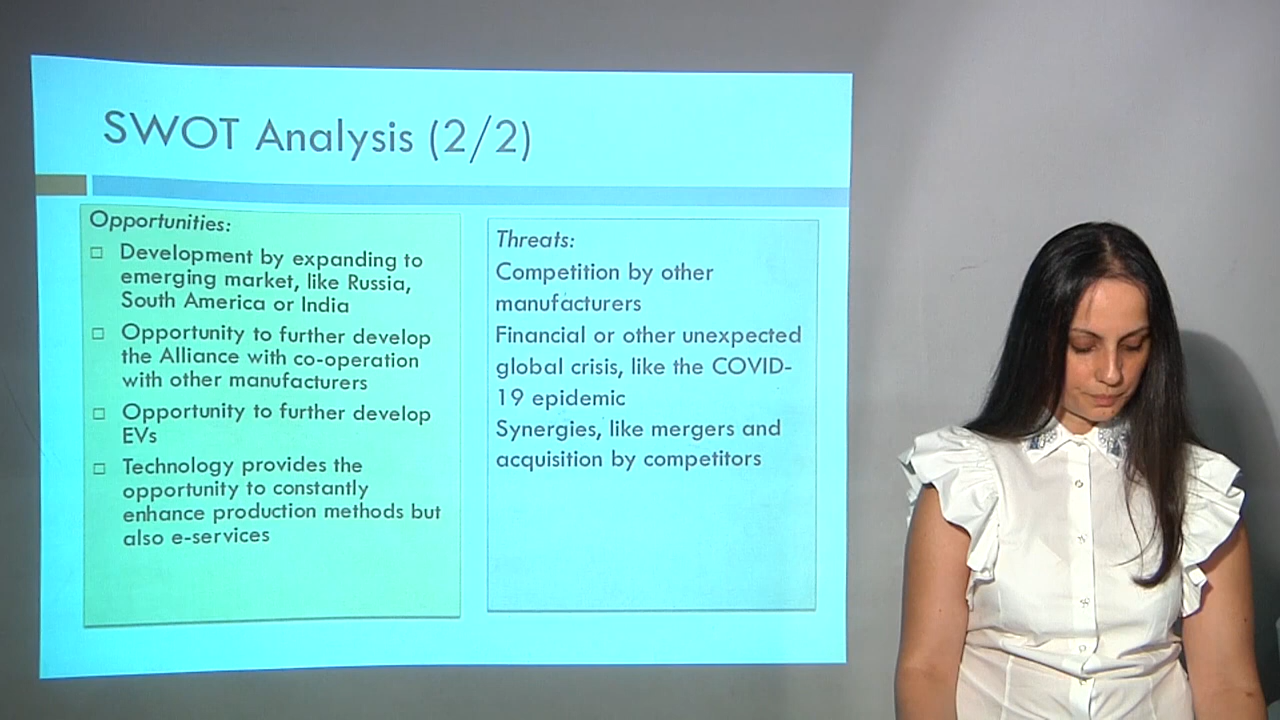 SWOT Analysis (2/2)
Opportunities:
Development by expanding to
emerging market, like Russia,
South America or India
Opportunity to further develop
the Alliance with co-operation
with other manufacturers
Opportunity to further develop
EVs
Technology provides the
opportunity to constantly
enhance production methods but
also e-services
Threats:
Competition by other
manufacturers
Financial or other unexpected
global crisis, like the COVID-
19 epidemic
Synergies, like mergers and
acquisition by competitors